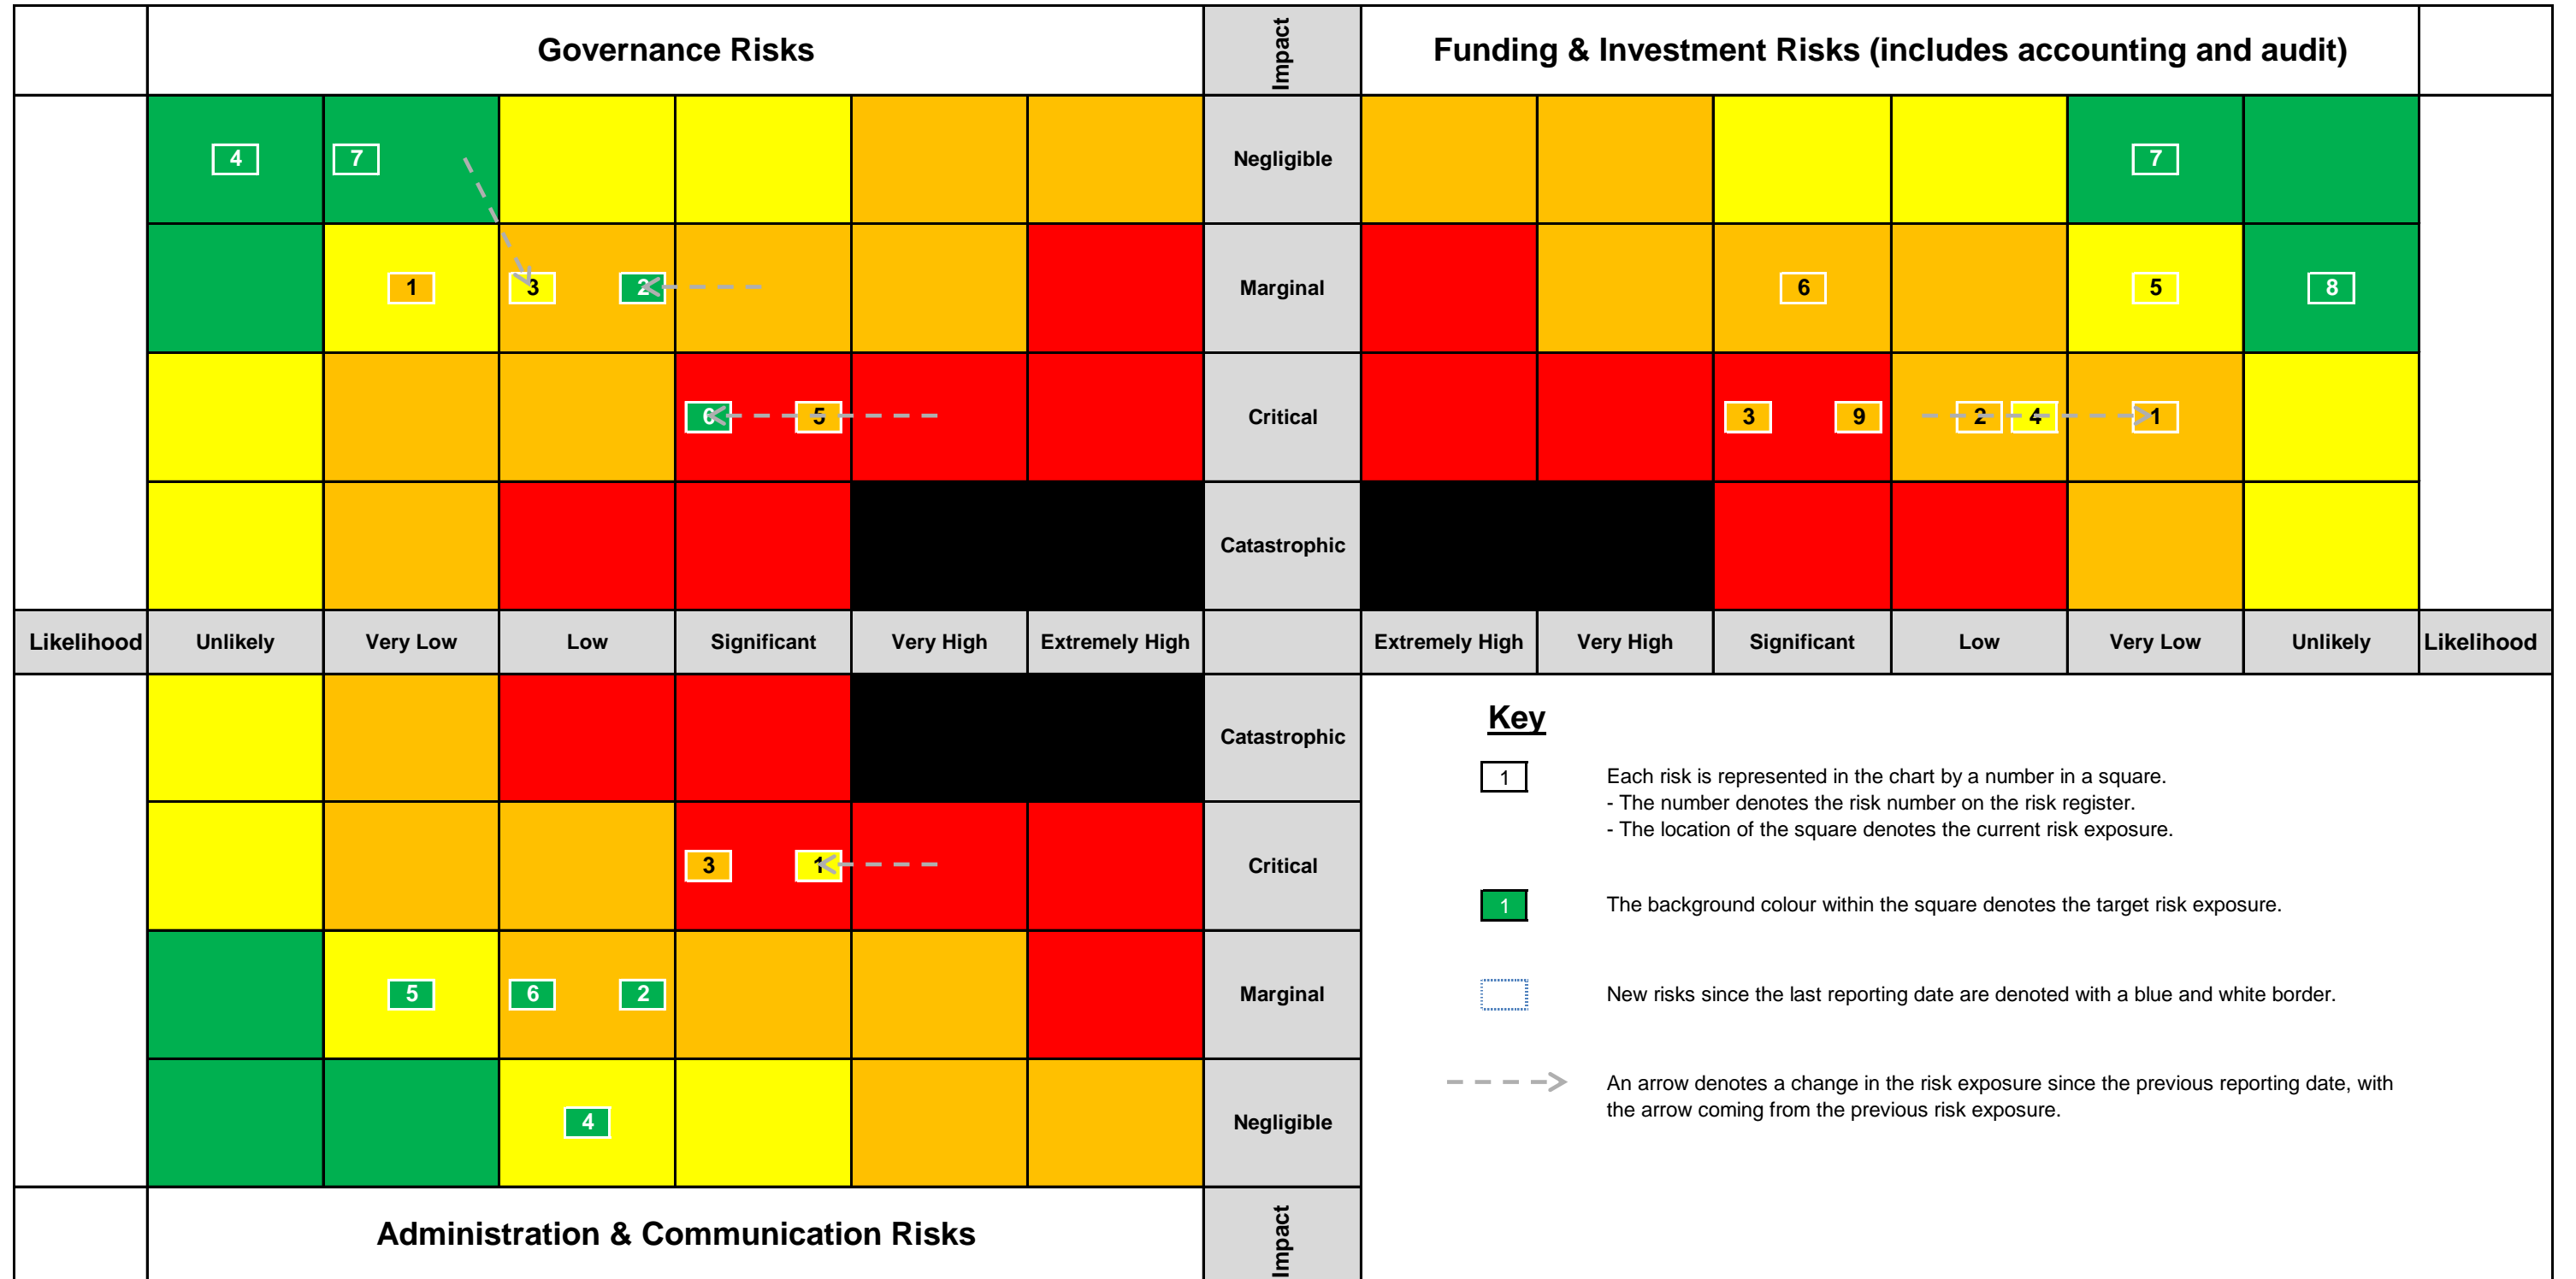 Governance Risks
Impact
Funding & Investment Risks (includes accounting and audit)
4
7
Negligible
7
1
3
2
Marginal
6
5
8
6
5
Critical
3
9
2
4
1
Catastrophic
Likelihood
Unlikely
Very Low
Low
Significant
Very High
Extremely High
Extremely High
Very High
Significant
Low
Very Low
Unlikely
Likelihood
Catastrophic
3
1
Critical
5
6
2
Marginal
4
Negligible
Administration & Communication Risks
Impact
Key
1
Each risk is represented in the chart by a number in a square.
- The number denotes the risk number on the risk register.
- The location of the square denotes the current risk exposure.
1
The background colour within the square denotes the target risk exposure.
New risks since the last reporting date are denoted with a blue and white border.
An arrow denotes a change in the risk exposure since the previous reporting date, with
the arrow coming from the previous risk exposure.